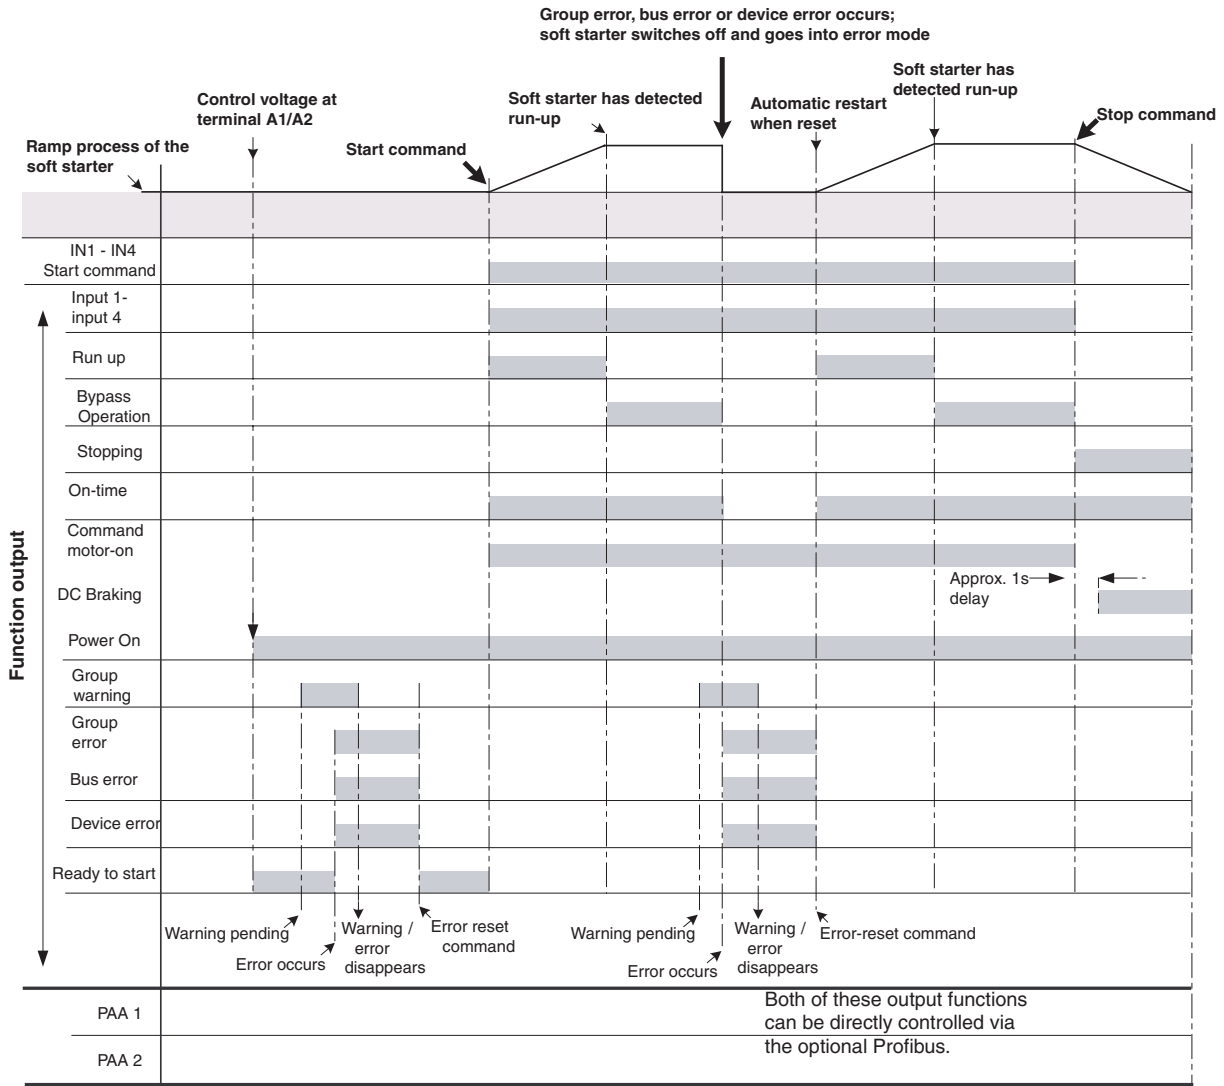 Group error, bus error or device error occurs;
soft starter switches off and goes into error mode
Soft starter has
detected run-up
Control voltage at
terminal A1/A2
Soft starter has detected
run-up
Automatic restart
when reset
Stop command
Ramp process of the
soft starter
Start command
IN1 - IN4
Start command
Input 1-
input 4
Run up
Bypass
Operation
Stopping
On-time
Command
motor-on
Approx. 1s
delay
DC Braking
Power On
Group
warning
Group
error
Bus error
Device error
Ready to start
Function output
Warning pending
Error occurs
Warning /
error
disappears
Error reset
command
Warning pending
Error occurs
Warning /
error
disappears
Error-reset command
PAA 1
PAA 2
Both of these output functions
can be directly controlled via
the optional Profibus.